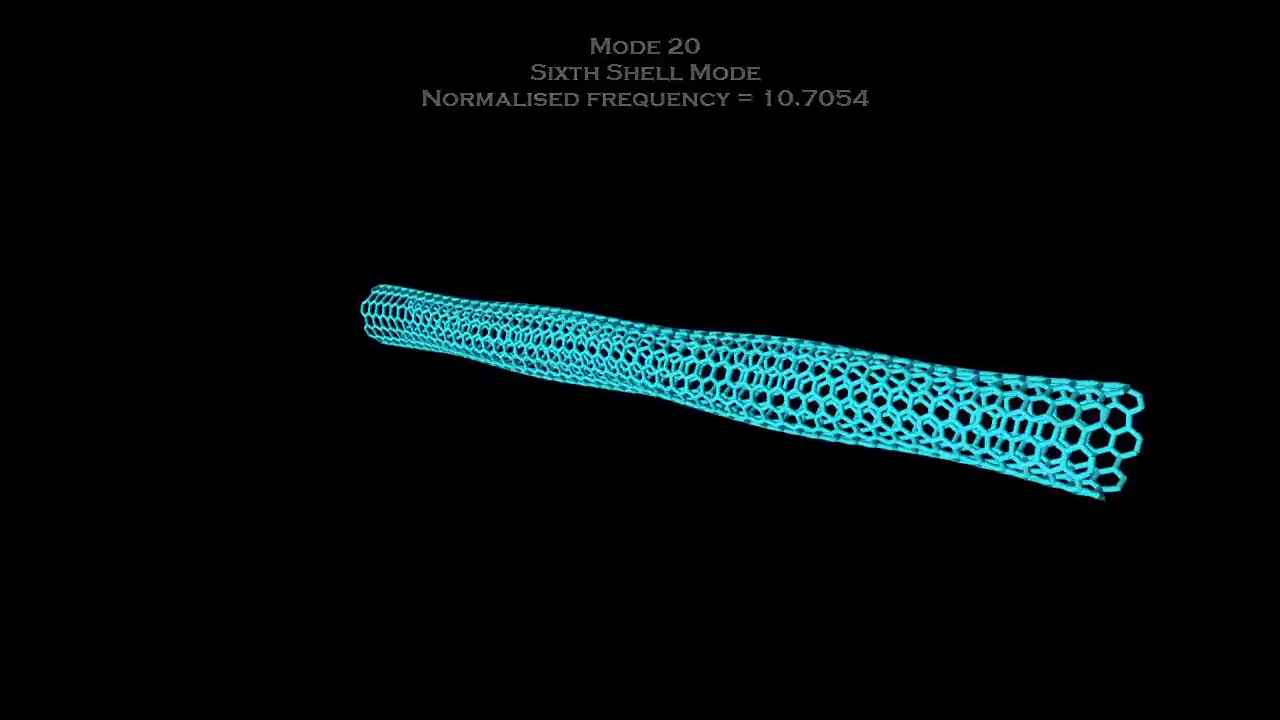 Mode 20
Sixth Shell Mode
Normalised frequency = 10.7054